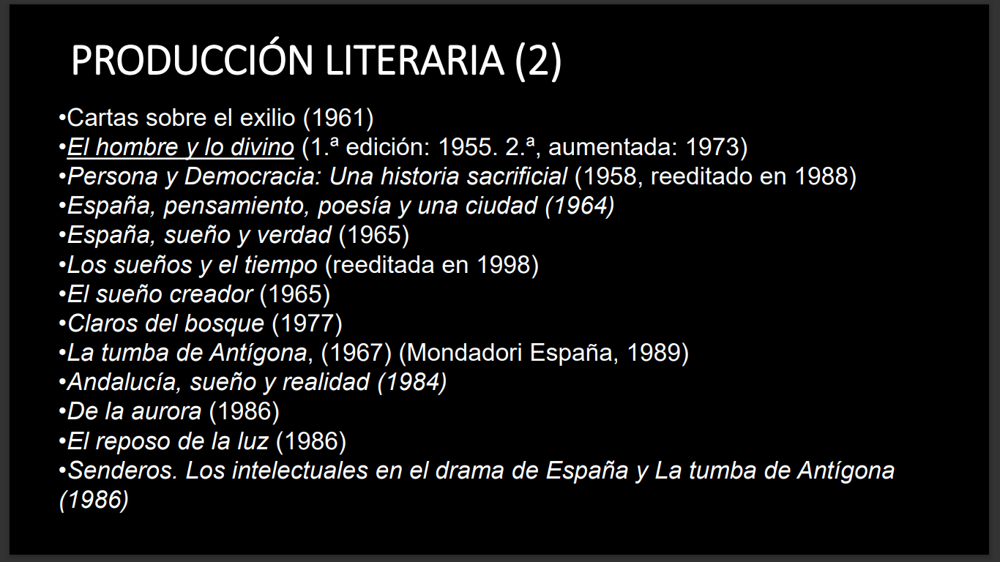 PRODUCCIÓN LITERARIA (2)
•Cartas sobre el exilio (1961)
•El hombre y lo divino (1.ª edición: 1955. 2.ª, aumentada: 1973)
•Persona y Democracia: Una historia sacrificial (1958, reeditado en 1988)
•España, pensamiento, poesía y una ciudad (1964)
•España, sueño y verdad (1965)
•Los sueños y el tiempo (reeditada en 1998)
•El sueño creador (1965)
•Claros del bosque (1977)
•La tumba de Antígona, (1967) (Mondadori España, 1989)
•Andalucía, sueño y realidad (1984)
•De la aurora (1986)
•El reposo de la luz (1986)
•Senderos. Los intelectuales en el drama de España y La tumba de Antígona
(1986)